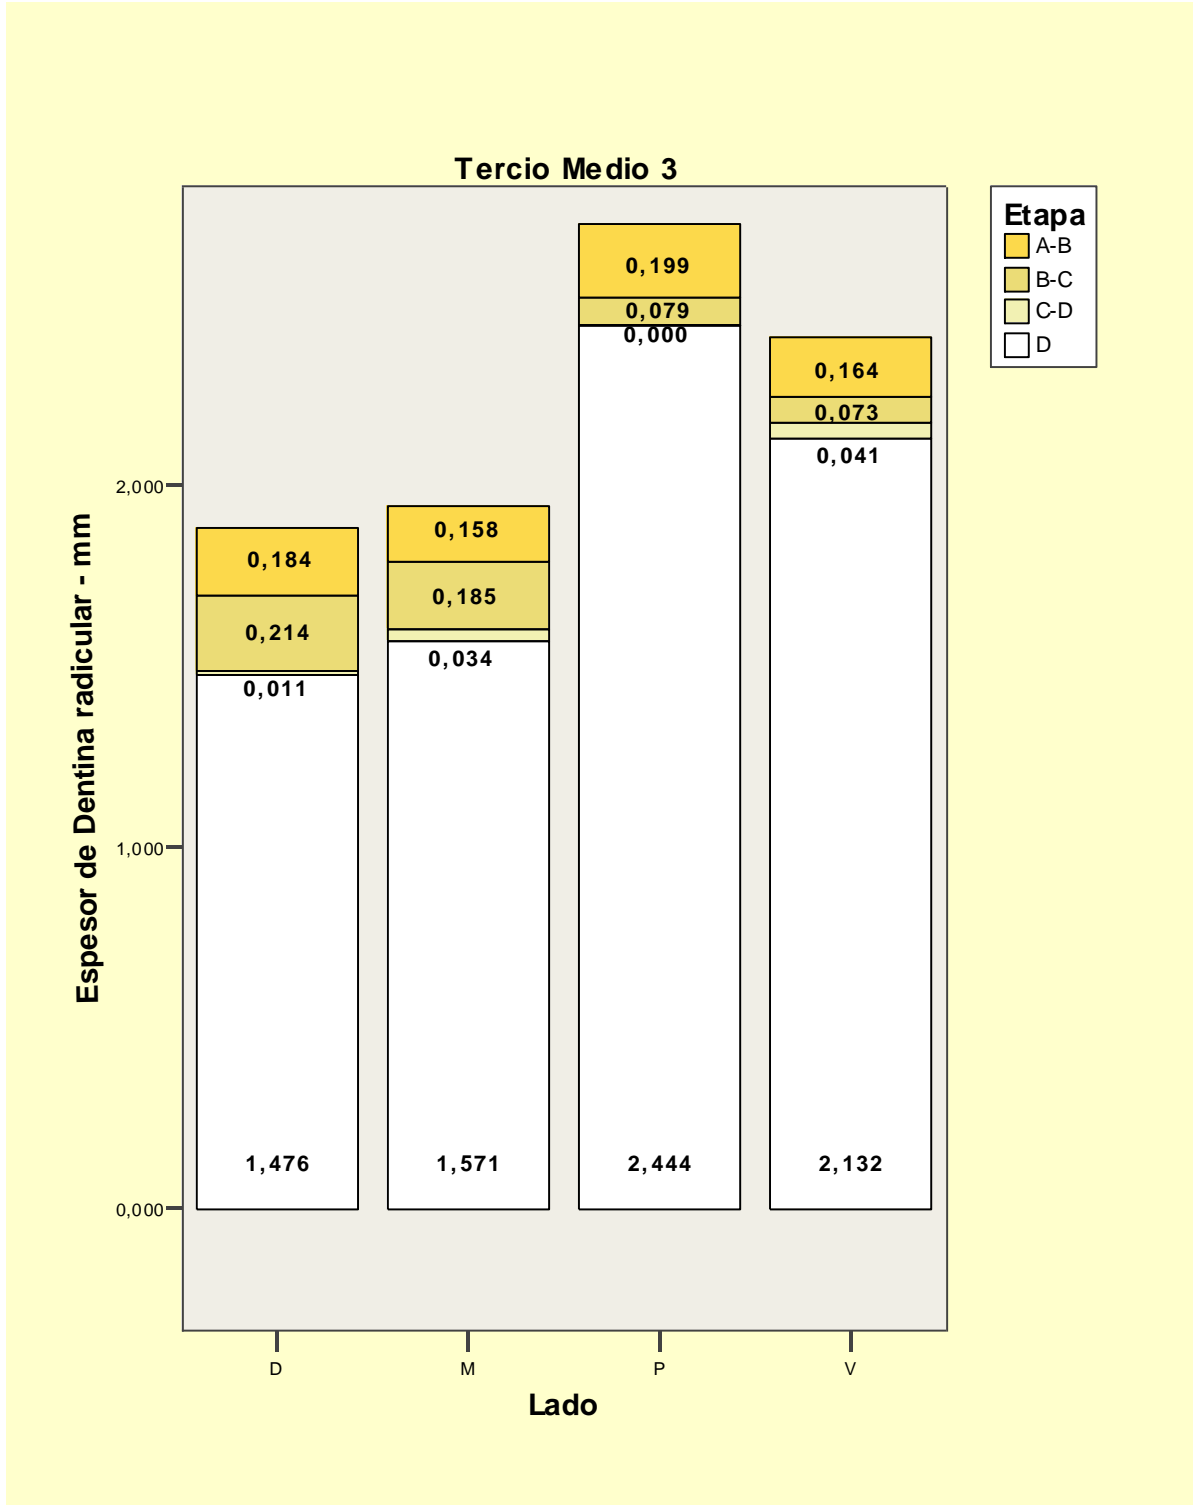 Tercio Medio 3
Etapa
A-B
B-C
C-D
D
Espesor de Dentina radicular - mm
2,000
1,000
0,000
0,184
0,214
0,011
1,476
0,158
0,185
0,034
1,571
0,199
0,079
0,000
2,444
0,164
0,073
0,041
2,132
D
M
P
V
Lado